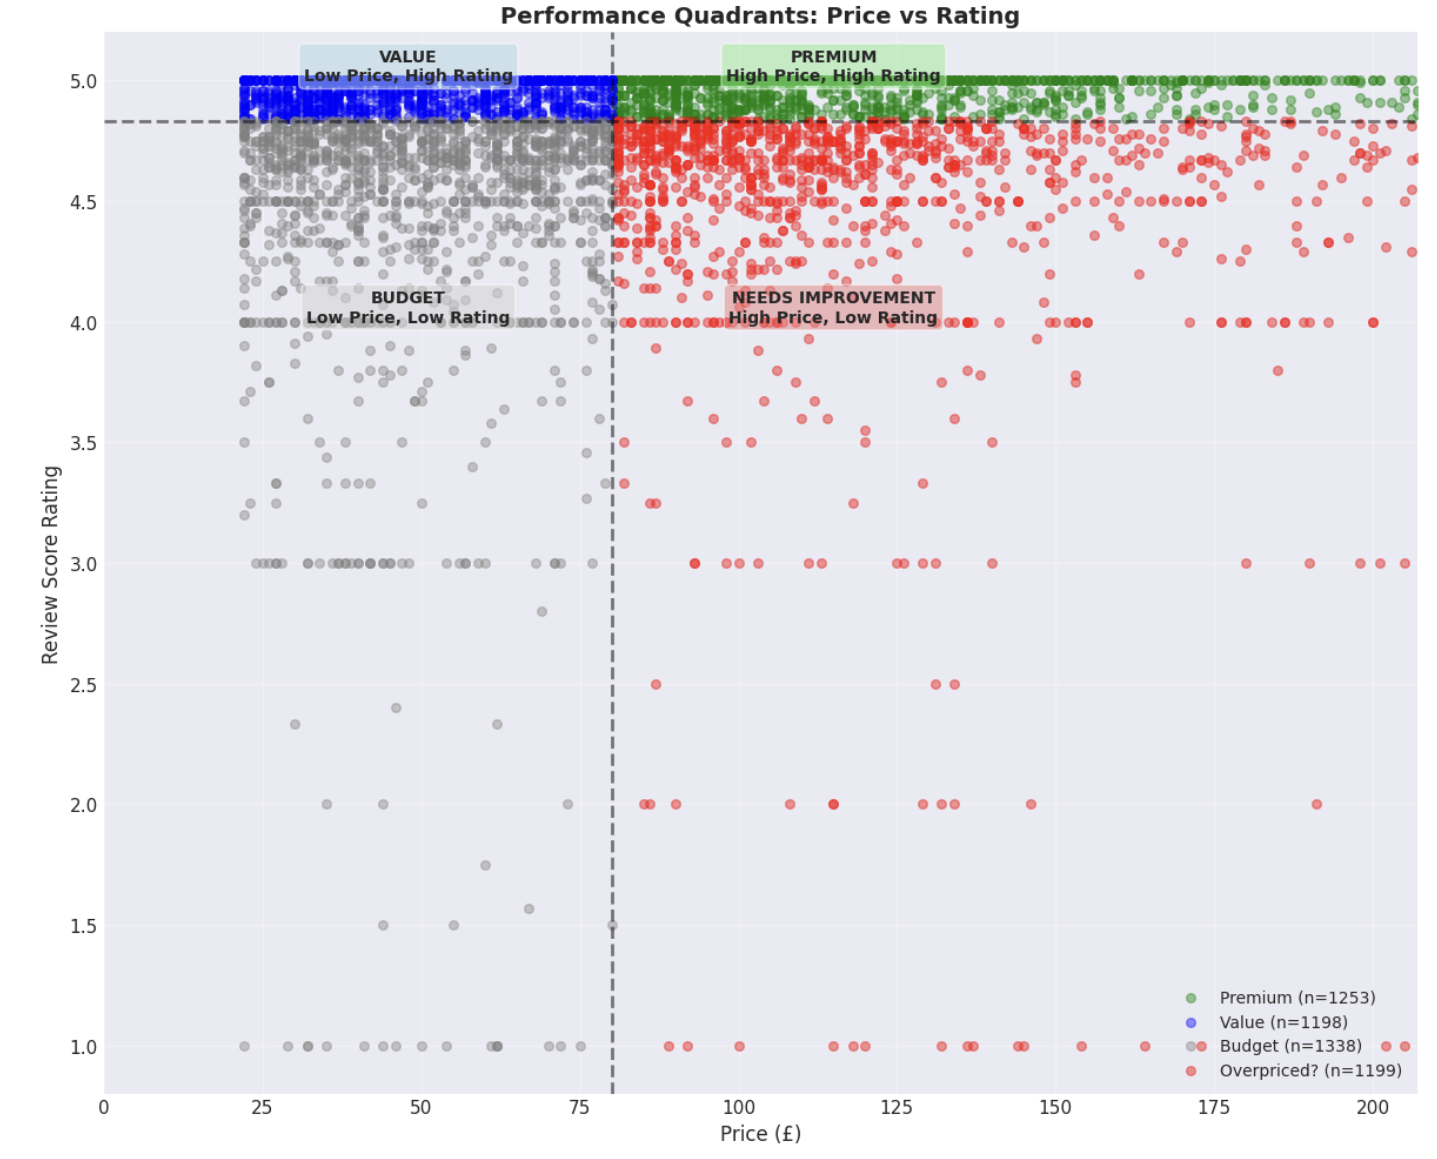 Performance Quadrants: Price vs Rating
VALUE
Low Price, High Rating
PREMIUM
High Price, High Rating
BUDGET
Low Price, Low Rating
NEEDS IMPROVEMENT
High Price, Low Rating
Review Score Rating
5.0
4.5
4.0
3.5
3.0
2.5
2.0
1.5
1.0
Premium (n=1253)
Value (n=1198)
Budget (n=1338)
Overpriced? (n=1199)
0 25 50 75 100 125 150 175 200
Price (£)